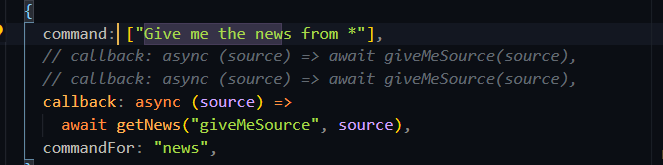 {
command: ["Give me the news from *"],
// callback: async (source) => await giveMeSource(source),
// callback: async (source) => await giveMeSource(source),
callback: async (source) =>
await getNews("giveMeSource", source),
commandFor: "news",